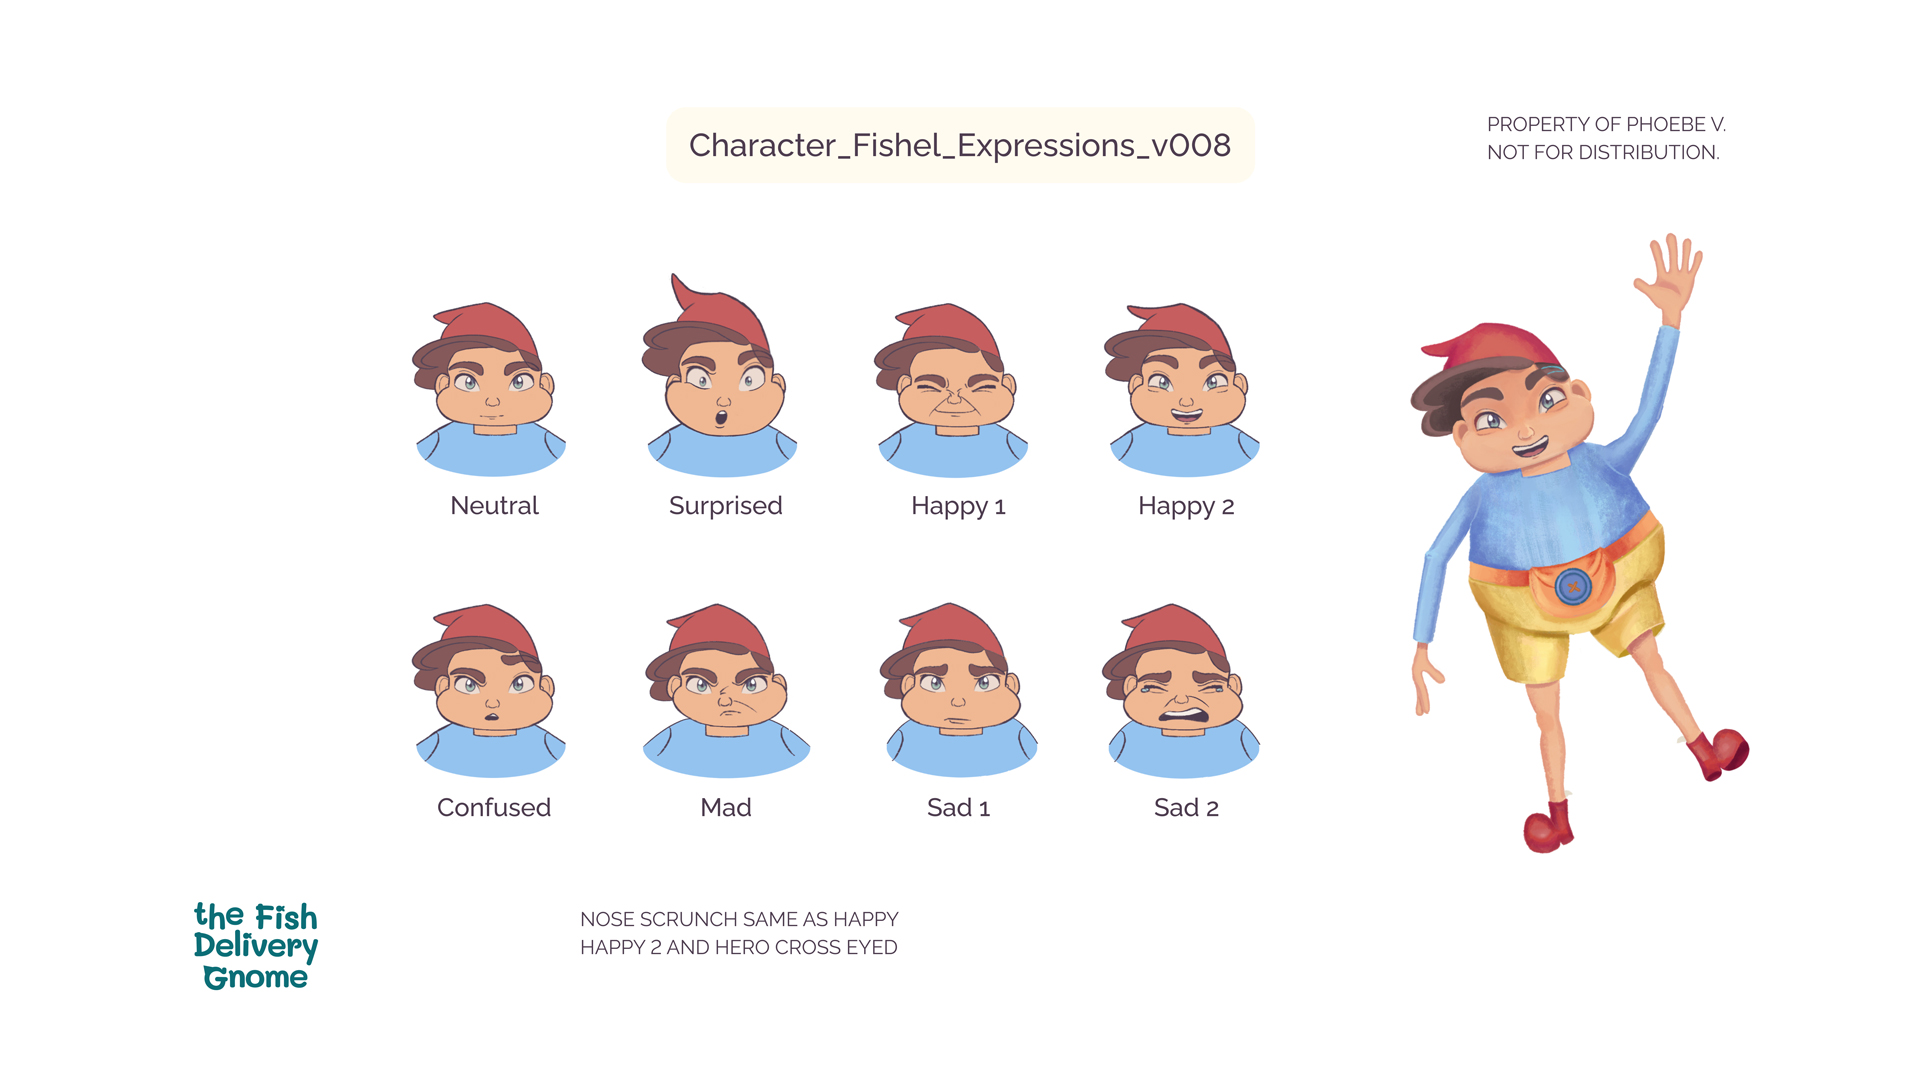 Character_Fishel_Expressions_v008
PROPERTY OF PHOEBE V.
NOT FOR DISTRIBUTION.
Neutral
Surprised
Happy 1
Happy 2
Confused
Mad
Sad 1
Sad 2
the Fish
Delivery
Gnome
NOSE SCRUNCH SAME AS HAPPY
HAPPY 2 AND HERO CROSS EYED